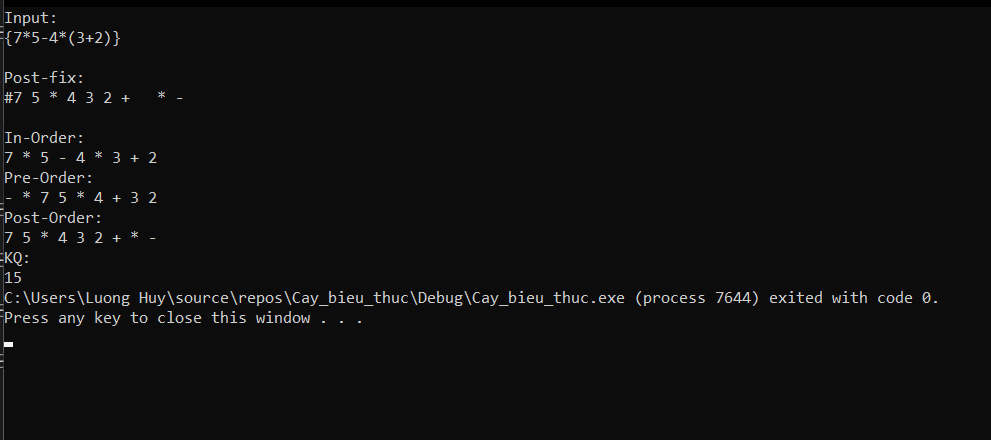 Input:
{7*5-4*(3+2)}
Post-fix:
#7 5 * 4 3 2 +   * -
In-Order:
7 * 5 - 4 * 3 + 2
Pre-Order:
- * 7 5 * 4 + 3 2
Post-Order:
7 5 * 4 3 2 + * -
KQ:
15
C:\Users\Luong Huy\source\repos\Cay_bieu_thuc\Debug\Cay_bieu_thuc.exe (process 7644) exited with code 0.
Press any key to close this window . . .